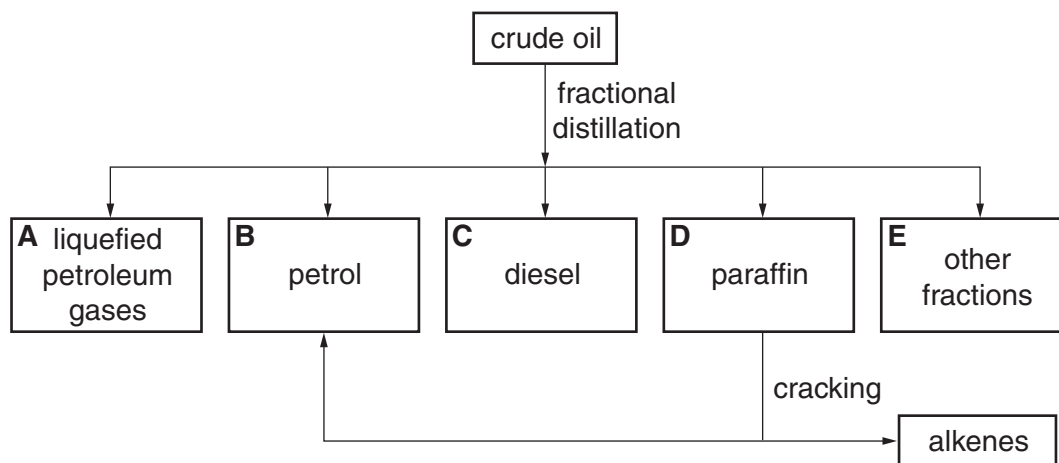 crude oil
fractional
distillation
A liquefied
petroleum
gases
B
petrol
C
diesel
D
paraffin
E
other
fractions
cracking
alkenes